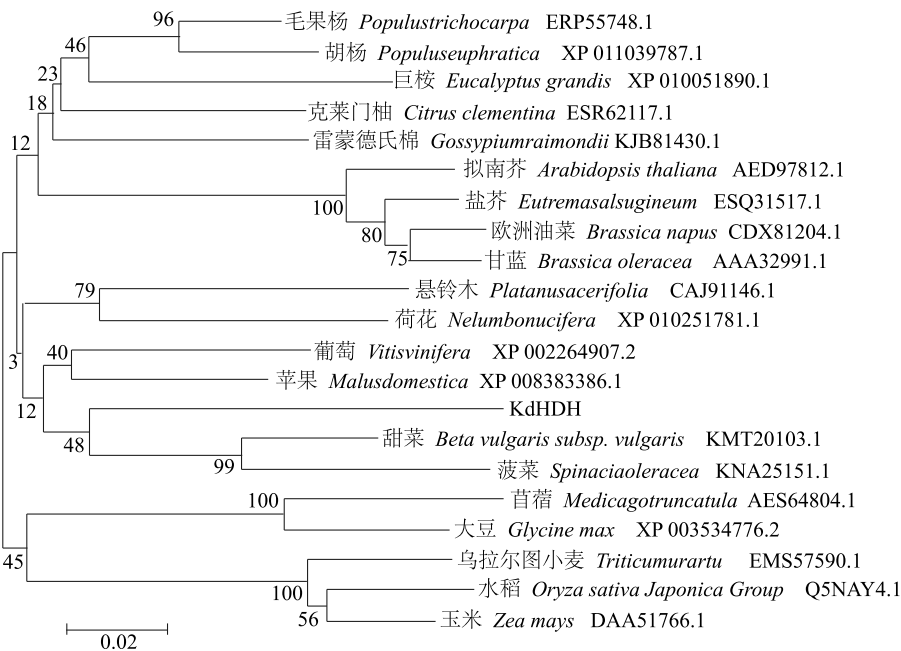 96 毛果杨 Populustrichocarpa ERP55748.1
46 胡杨 Populuseuphratica XP 011039787.1
23 巨桉 Eucalyptus grandis XP 010051890.1
18 克莱门柚 Citrus clementina ESR62117.1
12 雷蒙德氏棉 Gossypiumraimondii KJB81430.1
拟南芥 Arabidopsis thaliana AED97812.1
100 盐芥 Eutremasalsugineum ESQ31517.1
80 欧洲油菜 Brassica napus CDX81204.1
75 甘蓝 Brassica oleracea AAA32991.1
79 悬铃木 Platanusacerifolia CAJ91146.1
荷花 Nelumbonucifera XP 010251781.1
3 40 葡萄 Vitisvinifera XP 002264907.2
苹果 Malusdomestica XP 008383386.1
12 KdHDH
48 甜菜 Beta vulgaris subsp. vulgaris KMT20103.1
99 菠菜 Spinaciaoleracea KNA25151.1
100 苜蓿 Medicagotruncatula AES64804.1
大豆 Glycine max XP 003534776.2
45 乌拉尔图小麦 Triticumurartu EMS57590.1
100 水稻 Oryza sativa Japonica Group Q5NAY4.1
56 玉米 Zea mays DAA51766.1
0.02